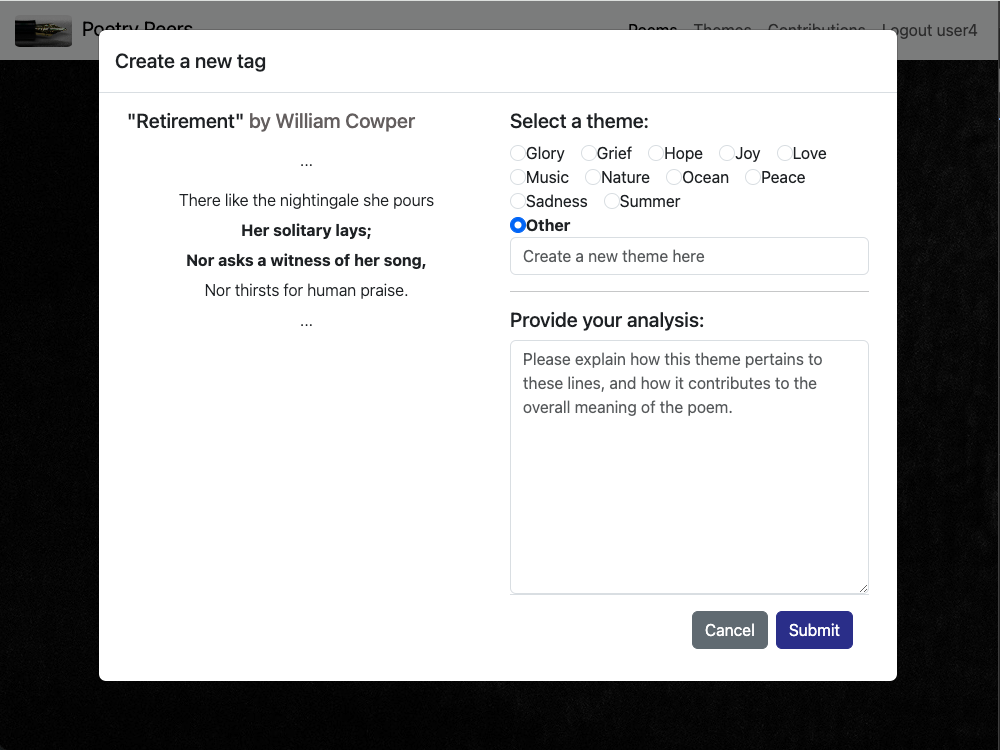 Poetry Peers
Poems Themes Contributions Logout user4
Create a new tag
"Retirement" by William Cowper
...
There like the nightingale she pours
Her solitary lays;
Nor asks a witness of her song,
Nor thirsts for human praise.
...
Select a theme:
Glory Grief Hope Joy Love
Music Nature Ocean Peace
Sadness Summer
Other
Create a new theme here
Provide your analysis:
Please explain how this theme pertains to
these lines, and how it contributes to the
overall meaning of the poem.
Cancel Submit